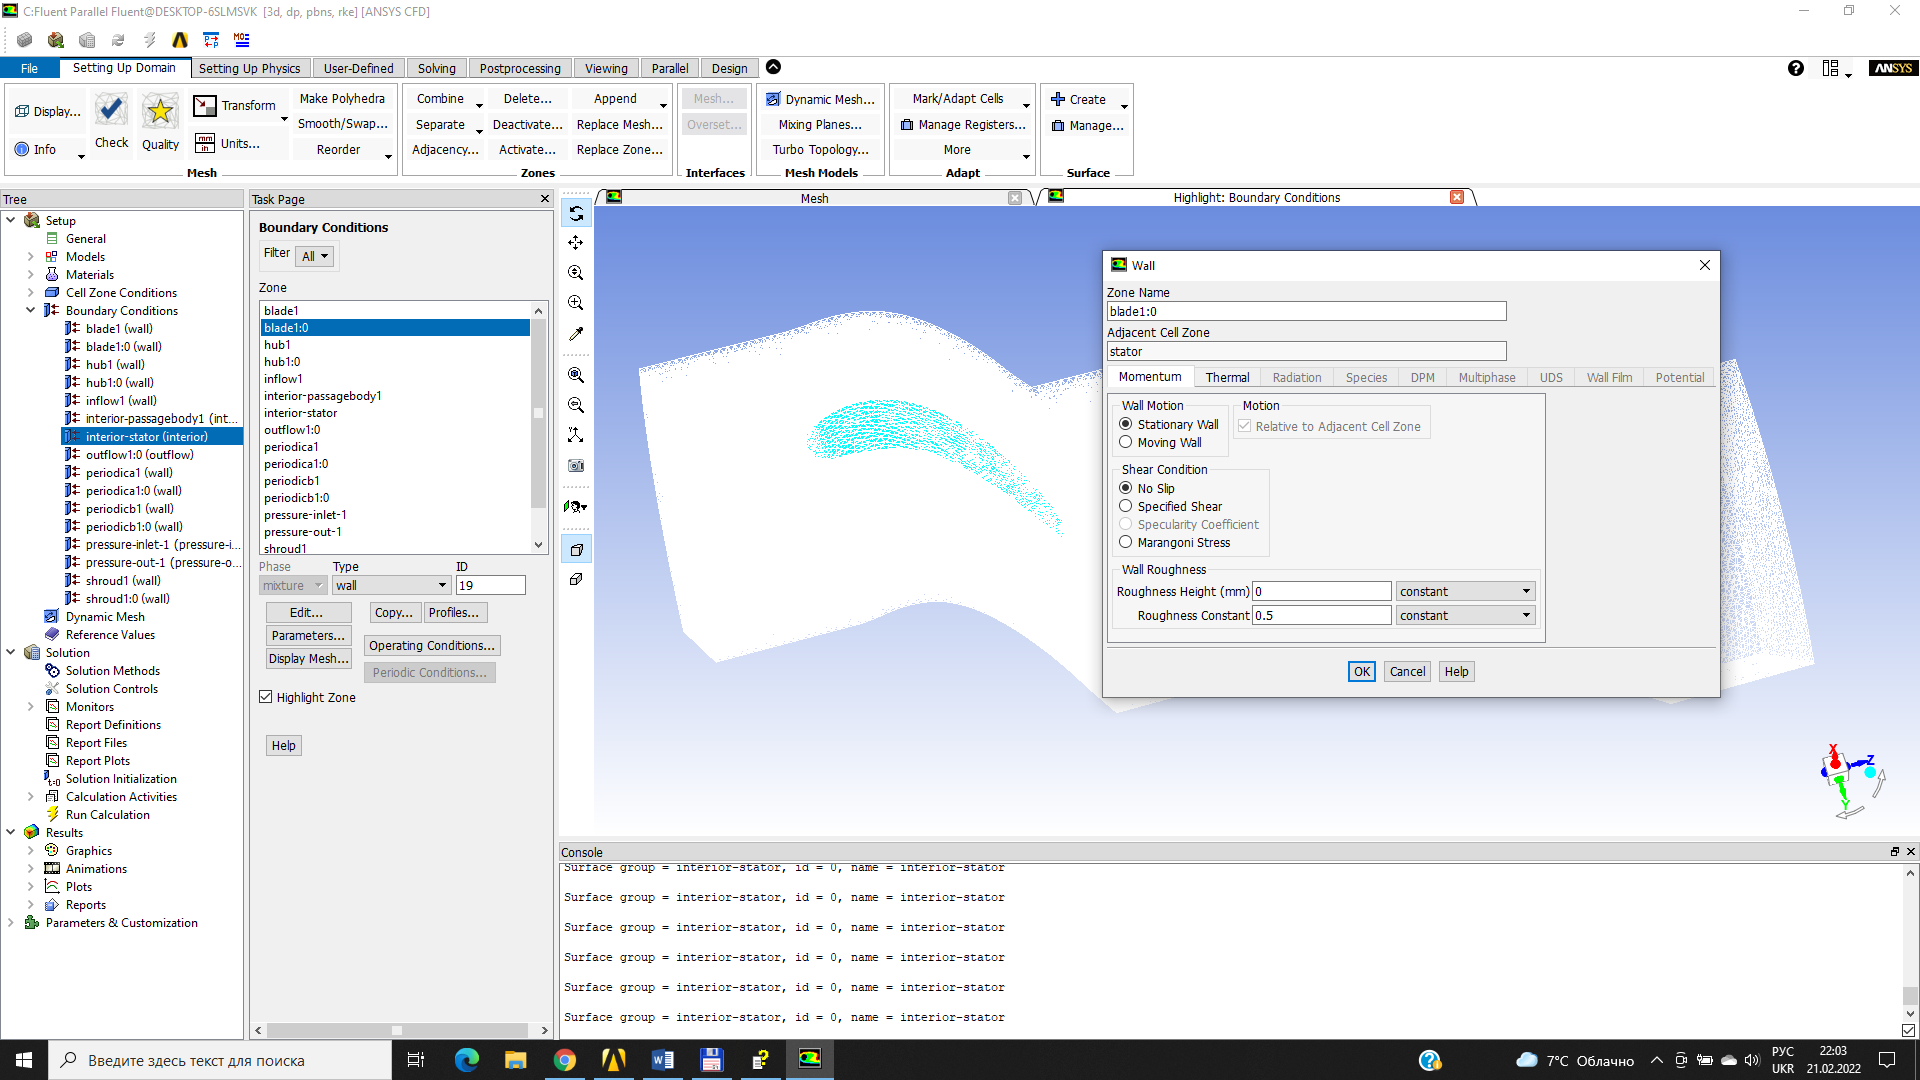 C:Fluent Parallel Fluent@DESKTOP-6SLMSVK [3d, dp, pbns, rke] [ANSYS CFD]
File
Setting Up Domain
Setting Up Physics
User-Defined
Solving
Postprocessing
Viewing
Parallel
Design
ANSYS
Display...
Info
Check
Quality
Transform
Units...
Make Polyhedra
Smooth/Swap...
Reorder
Mesh
Combine
Separate
Adjacency...
Delete...
Deactivate...
Activate...
Append
Replace Mesh...
Replace Zone...
Zones
Mesh...
Overset...
Interfaces
Dynamic Mesh...
Mixing Planes...
Turbo Topology...
Mesh Models
Mark/Adapt Cells
Manage Registers...
More
Adapt
Create
Manage...
Surface
Tree
Setup
General
Models
Materials
Cell Zone Conditions
Boundary Conditions
blade1 (wall)
blade1:0 (wall)
hub1 (wall)
hub1:0 (wall)
inflow1 (wall)
interior-passagebody1 (int...
interior-stator (interior)
outflow1:0 (outflow)
periodica1 (wall)
periodica1:0 (wall)
periodicb1 (wall)
periodicb1:0 (wall)
pressure-inlet-1 (pressure-i...
pressure-out-1 (pressure-o...
shroud1 (wall)
shroud1:0 (wall)
Dynamic Mesh
Reference Values
Solution
Solution Methods
Solution Controls
Monitors
Report Definitions
Report Files
Report Plots
Solution Initialization
Calculation Activities
Run Calculation
Results
Graphics
Animations
Plots
Reports
Parameters & Customization
Task Page
Boundary Conditions
Filter All
Zone
blade1
blade1:0
hub1
hub1:0
inflow1
interior-passagebody1
interior-stator
outflow1:0
periodica1
periodica1:0
periodicb1
periodicb1:0
pressure-inlet-1
pressure-out-1
shroud1
Phase Type ID
mixture wall 19
Edit... Copy... Profiles...
Parameters... Operating Conditions...
Display Mesh... Periodic Conditions...
Highlight Zone
Help
Mesh
Highlight: Boundary Conditions
Wall
Zone Name
blade1:0
Adjacent Cell Zone
stator
Momentum Thermal Radiation Species DPM Multiphase UDS Wall Film Potential
Wall Motion Motion
Stationary Wall Relative to Adjacent Cell Zone
Moving Wall
Shear Condition
No Slip
Specified Shear
Specularity Coefficient
Marangoni Stress
Wall Roughness
Roughness Height (mm) 0 constant
Roughness Constant 0.5 constant
OK Cancel Help
X
Z
Y
Console
Surface group = interior-stator, id = 0, name = interior-stator
Surface group = interior-stator, id = 0, name = interior-stator
Surface group = interior-stator, id = 0, name = interior-stator
Surface group = interior-stator, id = 0, name = interior-stator
Surface group = interior-stator, id = 0, name = interior-stator
Surface group = interior-stator, id = 0, name = interior-stator
Введите здесь текст для поиска
7°C Облачно
РУС
UKR
22:03
21.02.2022